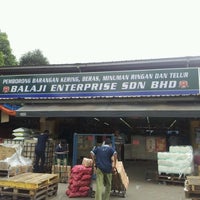 PEMBORONG BARANGAN KERING, BERAS, MINUMAN RINGAN DAN TELUR
BALAJI ENTERPRISE SDN BHD